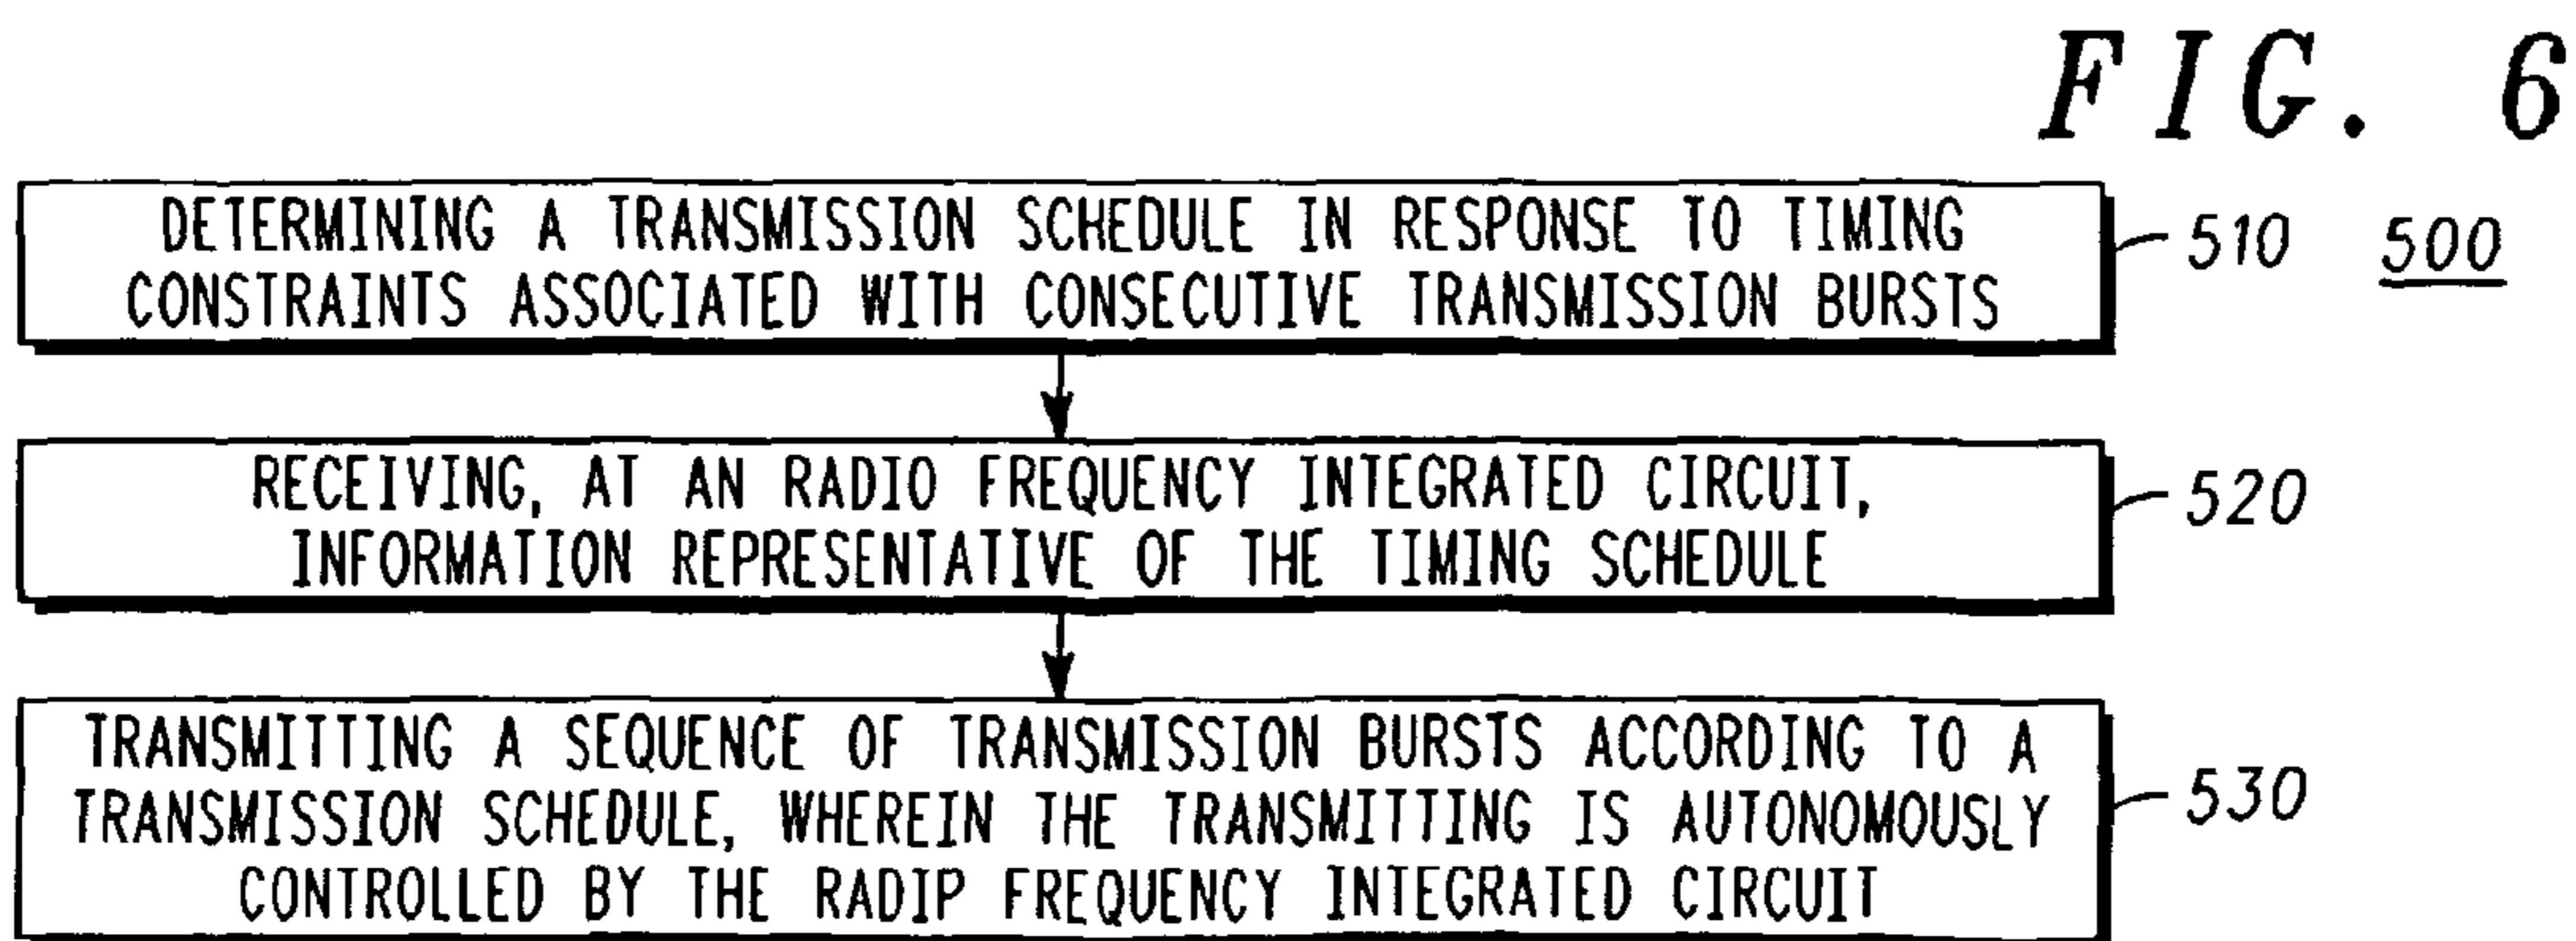 FIG. 6
DETERMINING A TRANSMISSION SCHEDULE IN RESPONSE TO TIMING
CONSTRAINTS ASSOCIATED WITH CONSECUTIVE TRANSMISSION BURSTS
510
500
RECEIVING, AT AN RADIO FREQUENCY INTEGRATED CIRCUIT,
INFORMATION REPRESENTATIVE OF THE TIMING SCHEDULE
520
TRANSMITTING A SEQUENCE OF TRANSMISSION BURSTS ACCORDING TO A
TRANSMISSION SCHEDULE, WHEREIN THE TRANSMITTING IS AUTONOMOUSLY
CONTROLLED BY THE RADIP FREQUENCY INTEGRATED CIRCUIT
530